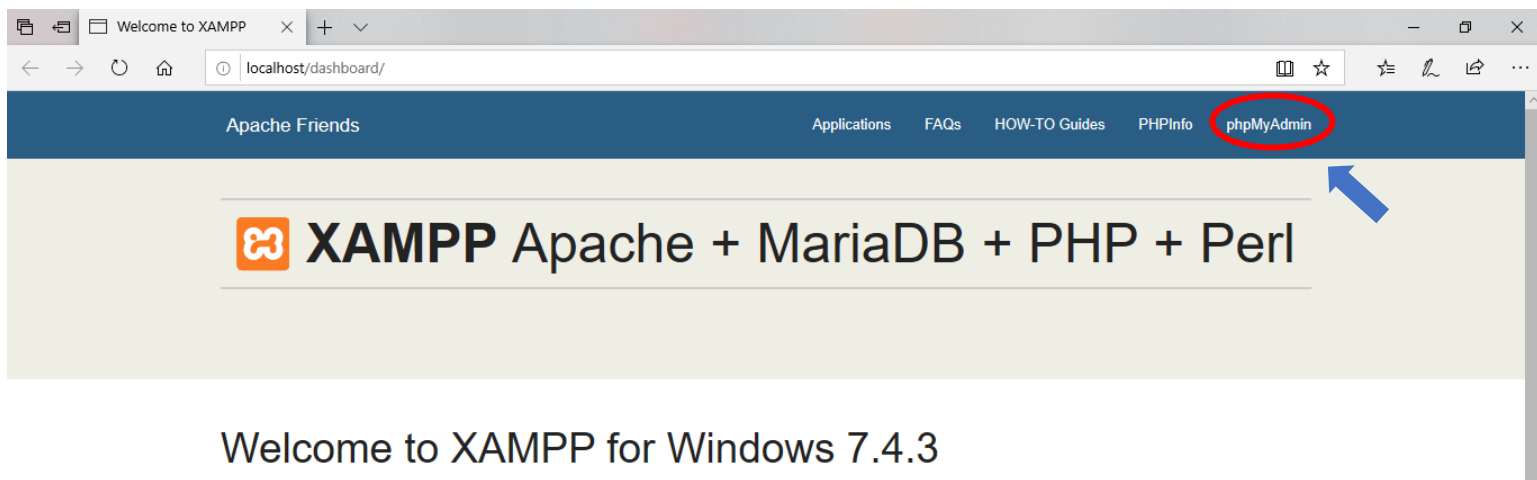 Welcome to XAMPP
localhost/dashboard/
Apache Friends Applications FAQs HOW-TO Guides PHPInfo phpMyAdmin
XAMPP Apache + MariaDB + PHP + Perl
Welcome to XAMPP for Windows 7.4.3